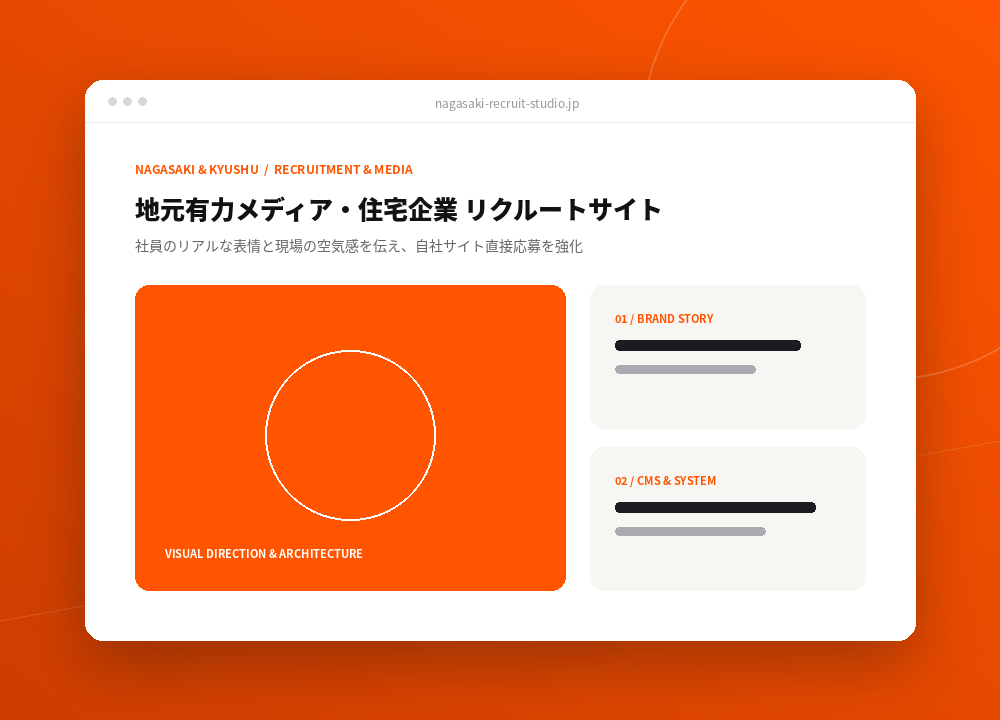 nagasaki-recruit-studio.jp
NAGASAKI & KYUSHU / RECRUITMENT & MEDIA
地元有力メディア・住宅企業 リクルートサイト
社員のリアルな表情と現場の空気感を伝え、自社サイト直接応募を強化
VISUAL DIRECTION & ARCHITECTURE
01 / BRAND STORY
02 / CMS & SYSTEM